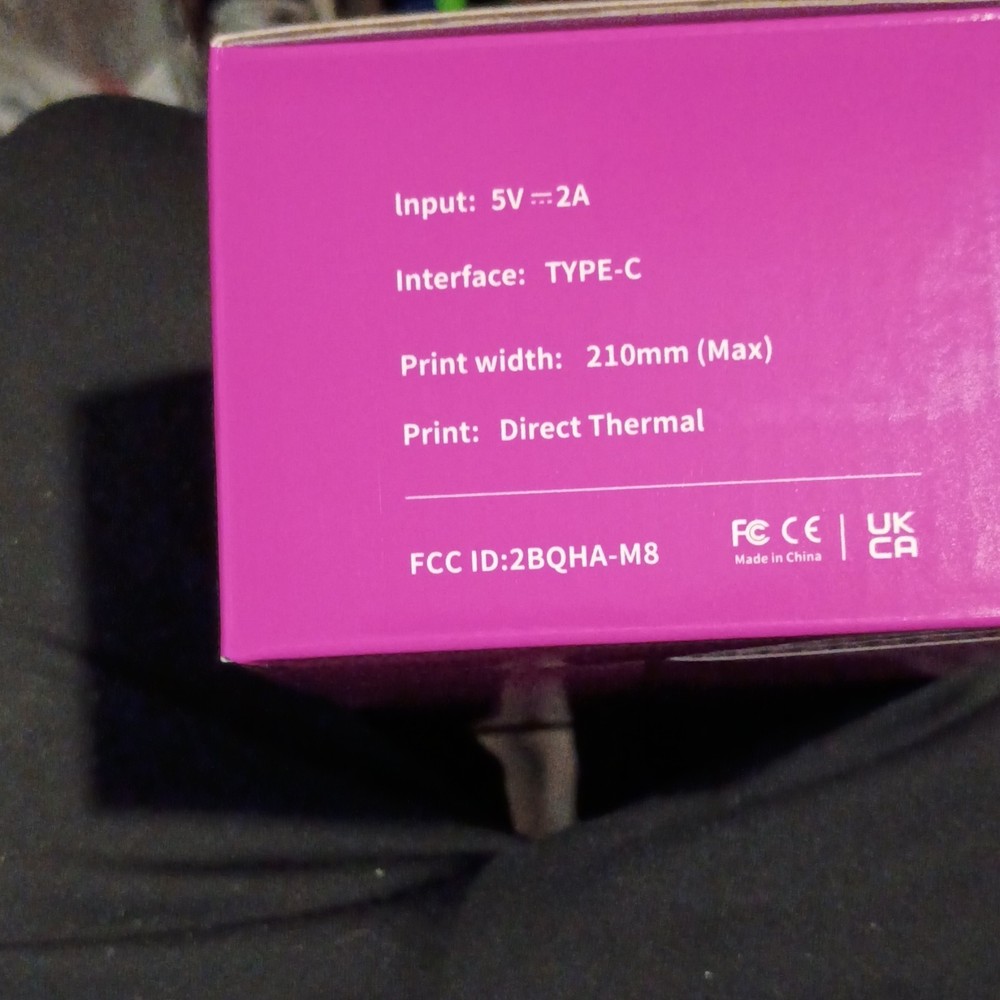 Input: 5V⎓2A
Interface: TYPE-C
Print width: 210mm (Max)
Print: Direct Thermal
FCC ID:2BQHA-M8
FC CE
Made in China
UK
CA